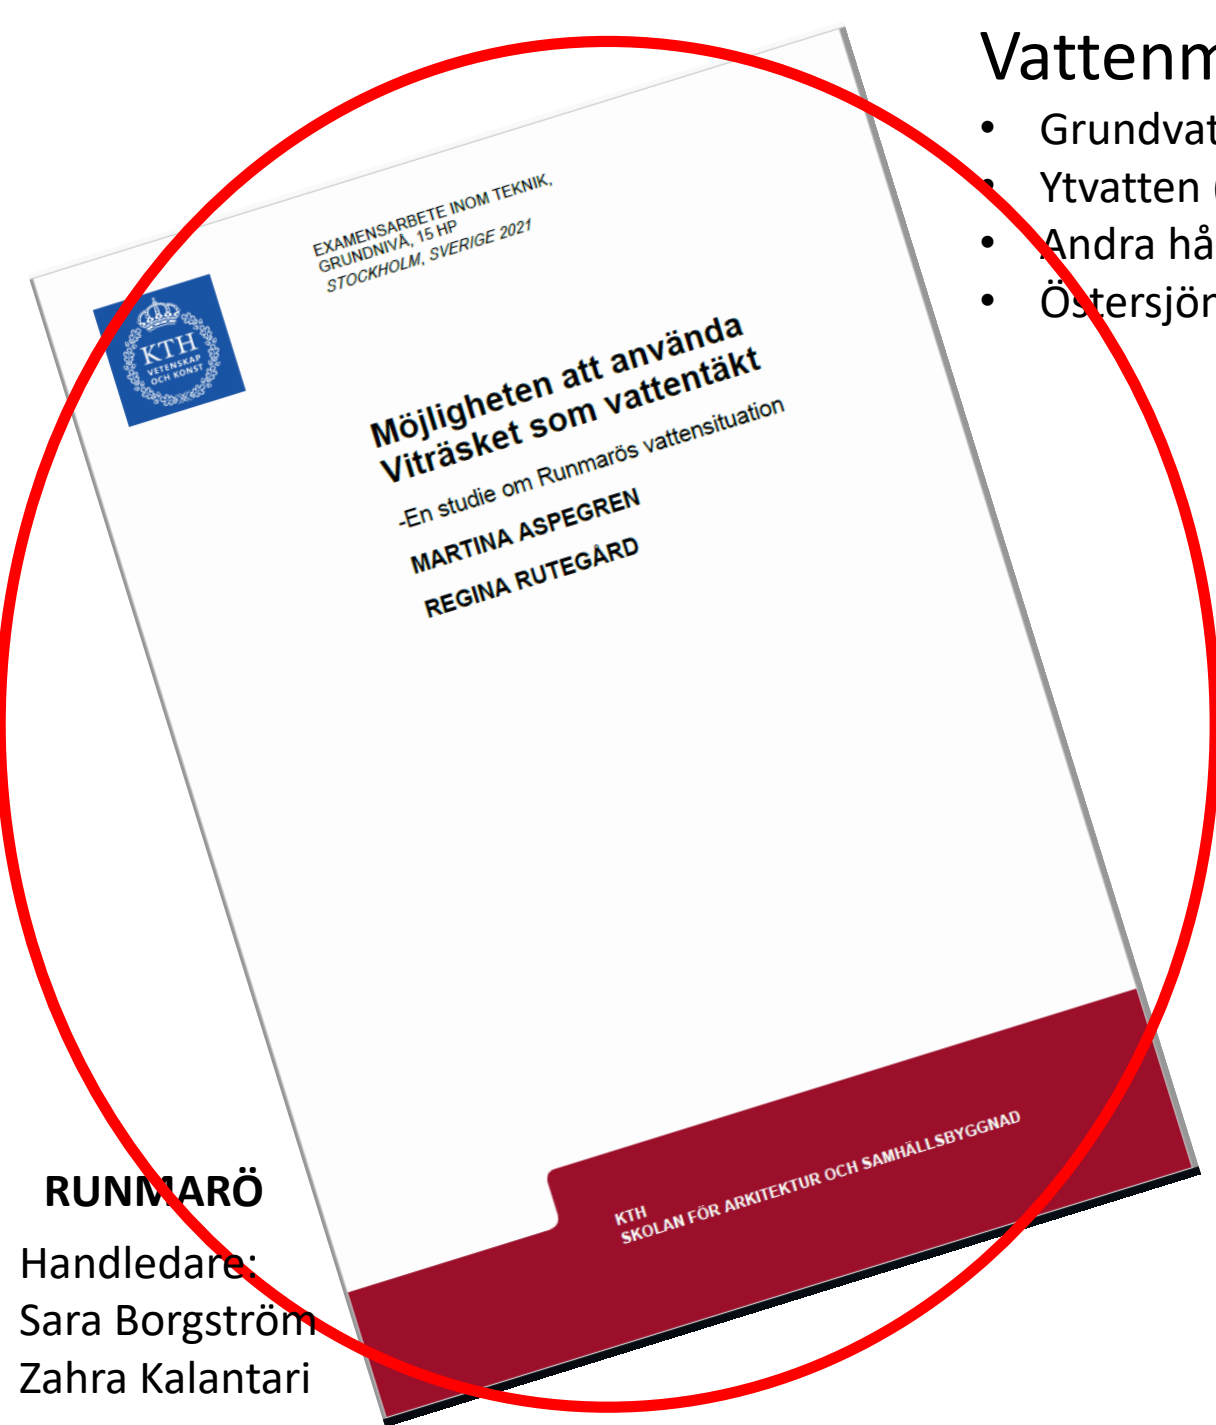 Vattenm
• Grundvat
• Ytvatten (
• Andra hå
• Östersjön
EXAMENSARBETE INOM TEKNIK,
GRUNDNIVÅ, 15 HP
STOCKHOLM, SVERIGE 2021
KTH
VETENSKAP
OCH KONST
Möjligheten att använda
Viträsket som vattentäkt
-En studie om Runmarös vattensituation
MARTINA ASPEGREN
REGINA RUTEGÅRD
KTH
SKOLAN FÖR ARKITEKTUR OCH SAMHÄLLSBYGGNAD
RUNMARÖ
Handledare:
Sara Borgström
Zahra Kalantari